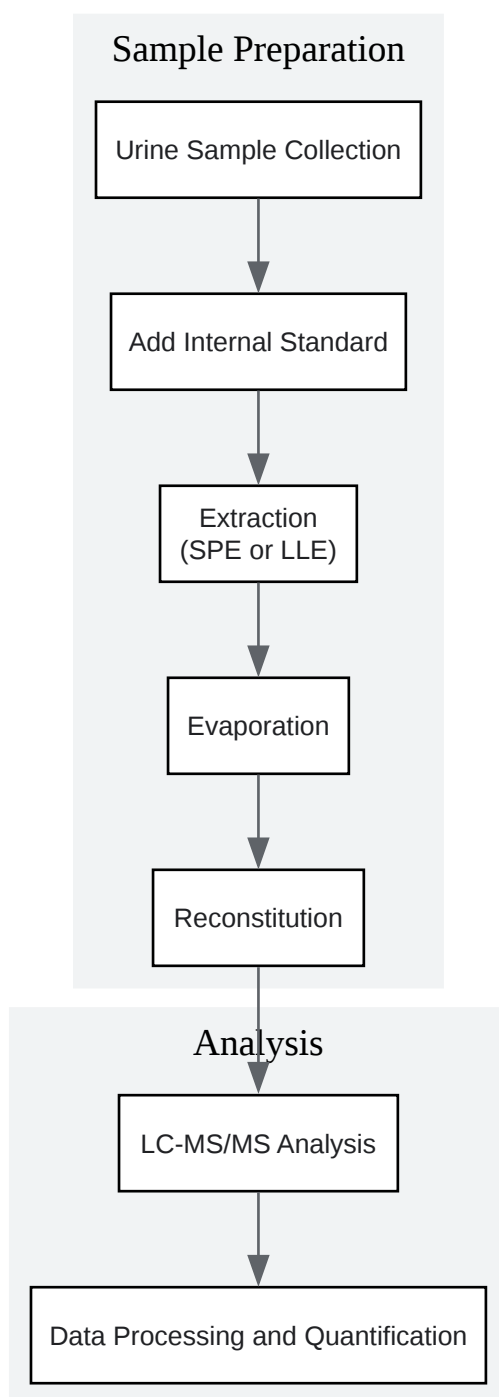 Sample Preparation
Urine Sample Collection
Add Internal Standard
Extraction
(SPE or LLE)
Evaporation
Reconstitution
Analysis
LC-MS/MS Analysis
Data Processing and Quantification